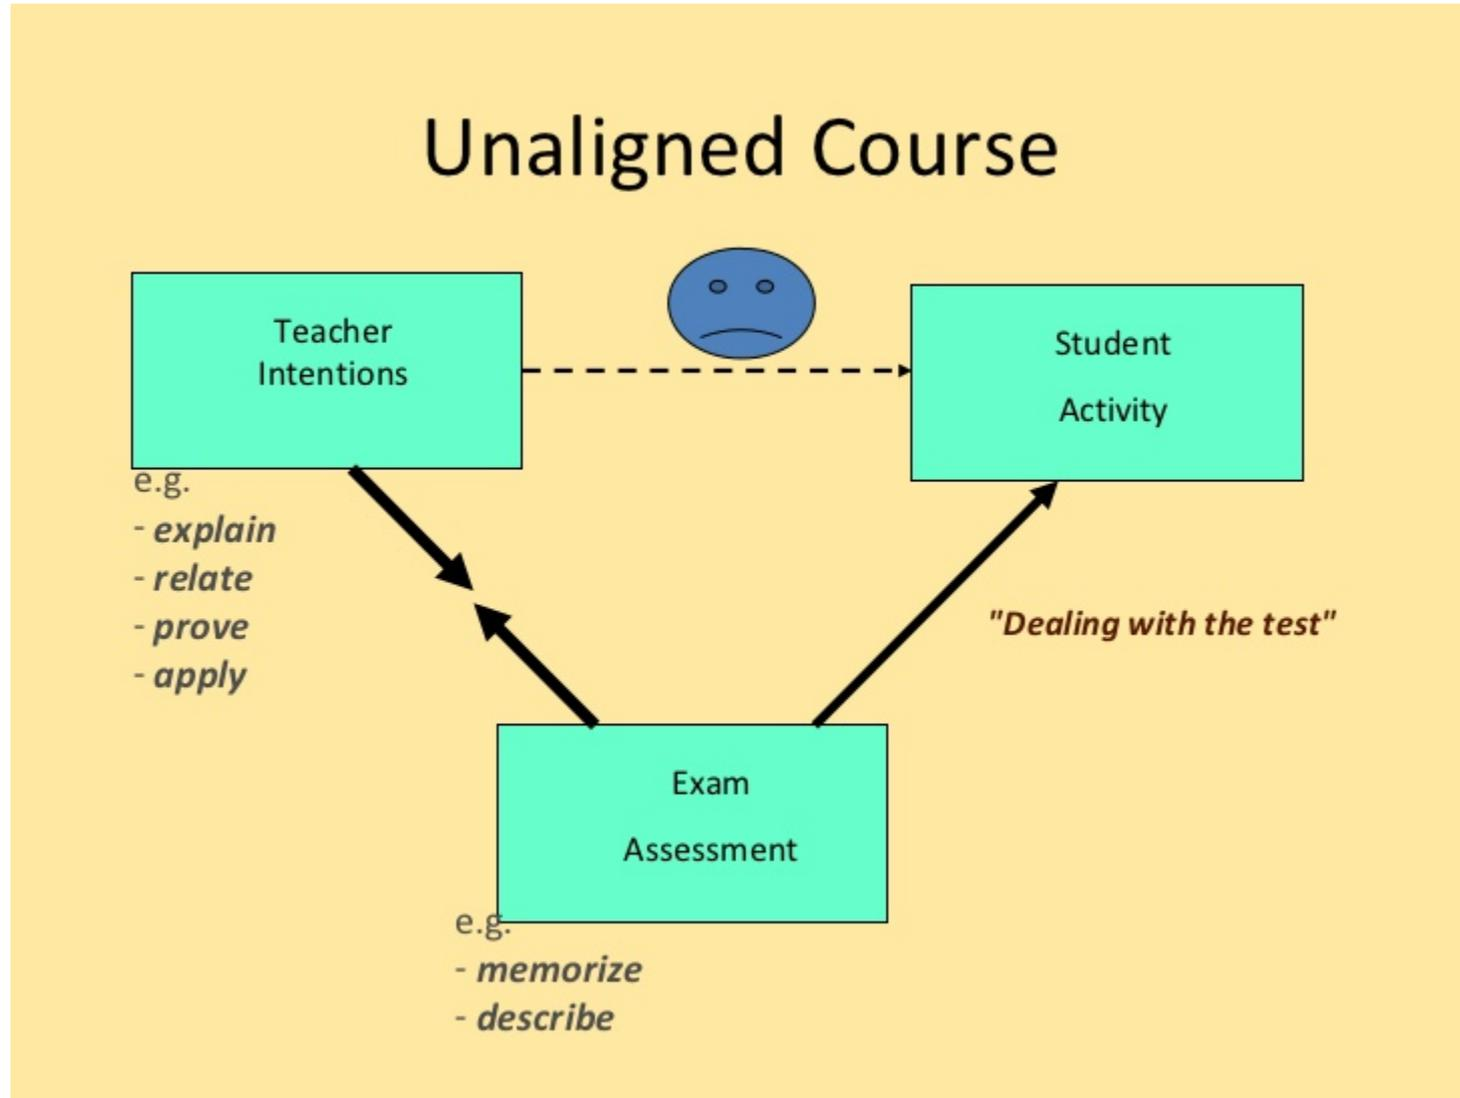 Unaligned Course
Teacher
Intentions
Student
Activity
e.g.
- explain
- relate
- prove
- apply
"Dealing with the test"
Exam
Assessment
e.g.
- memorize
- describe